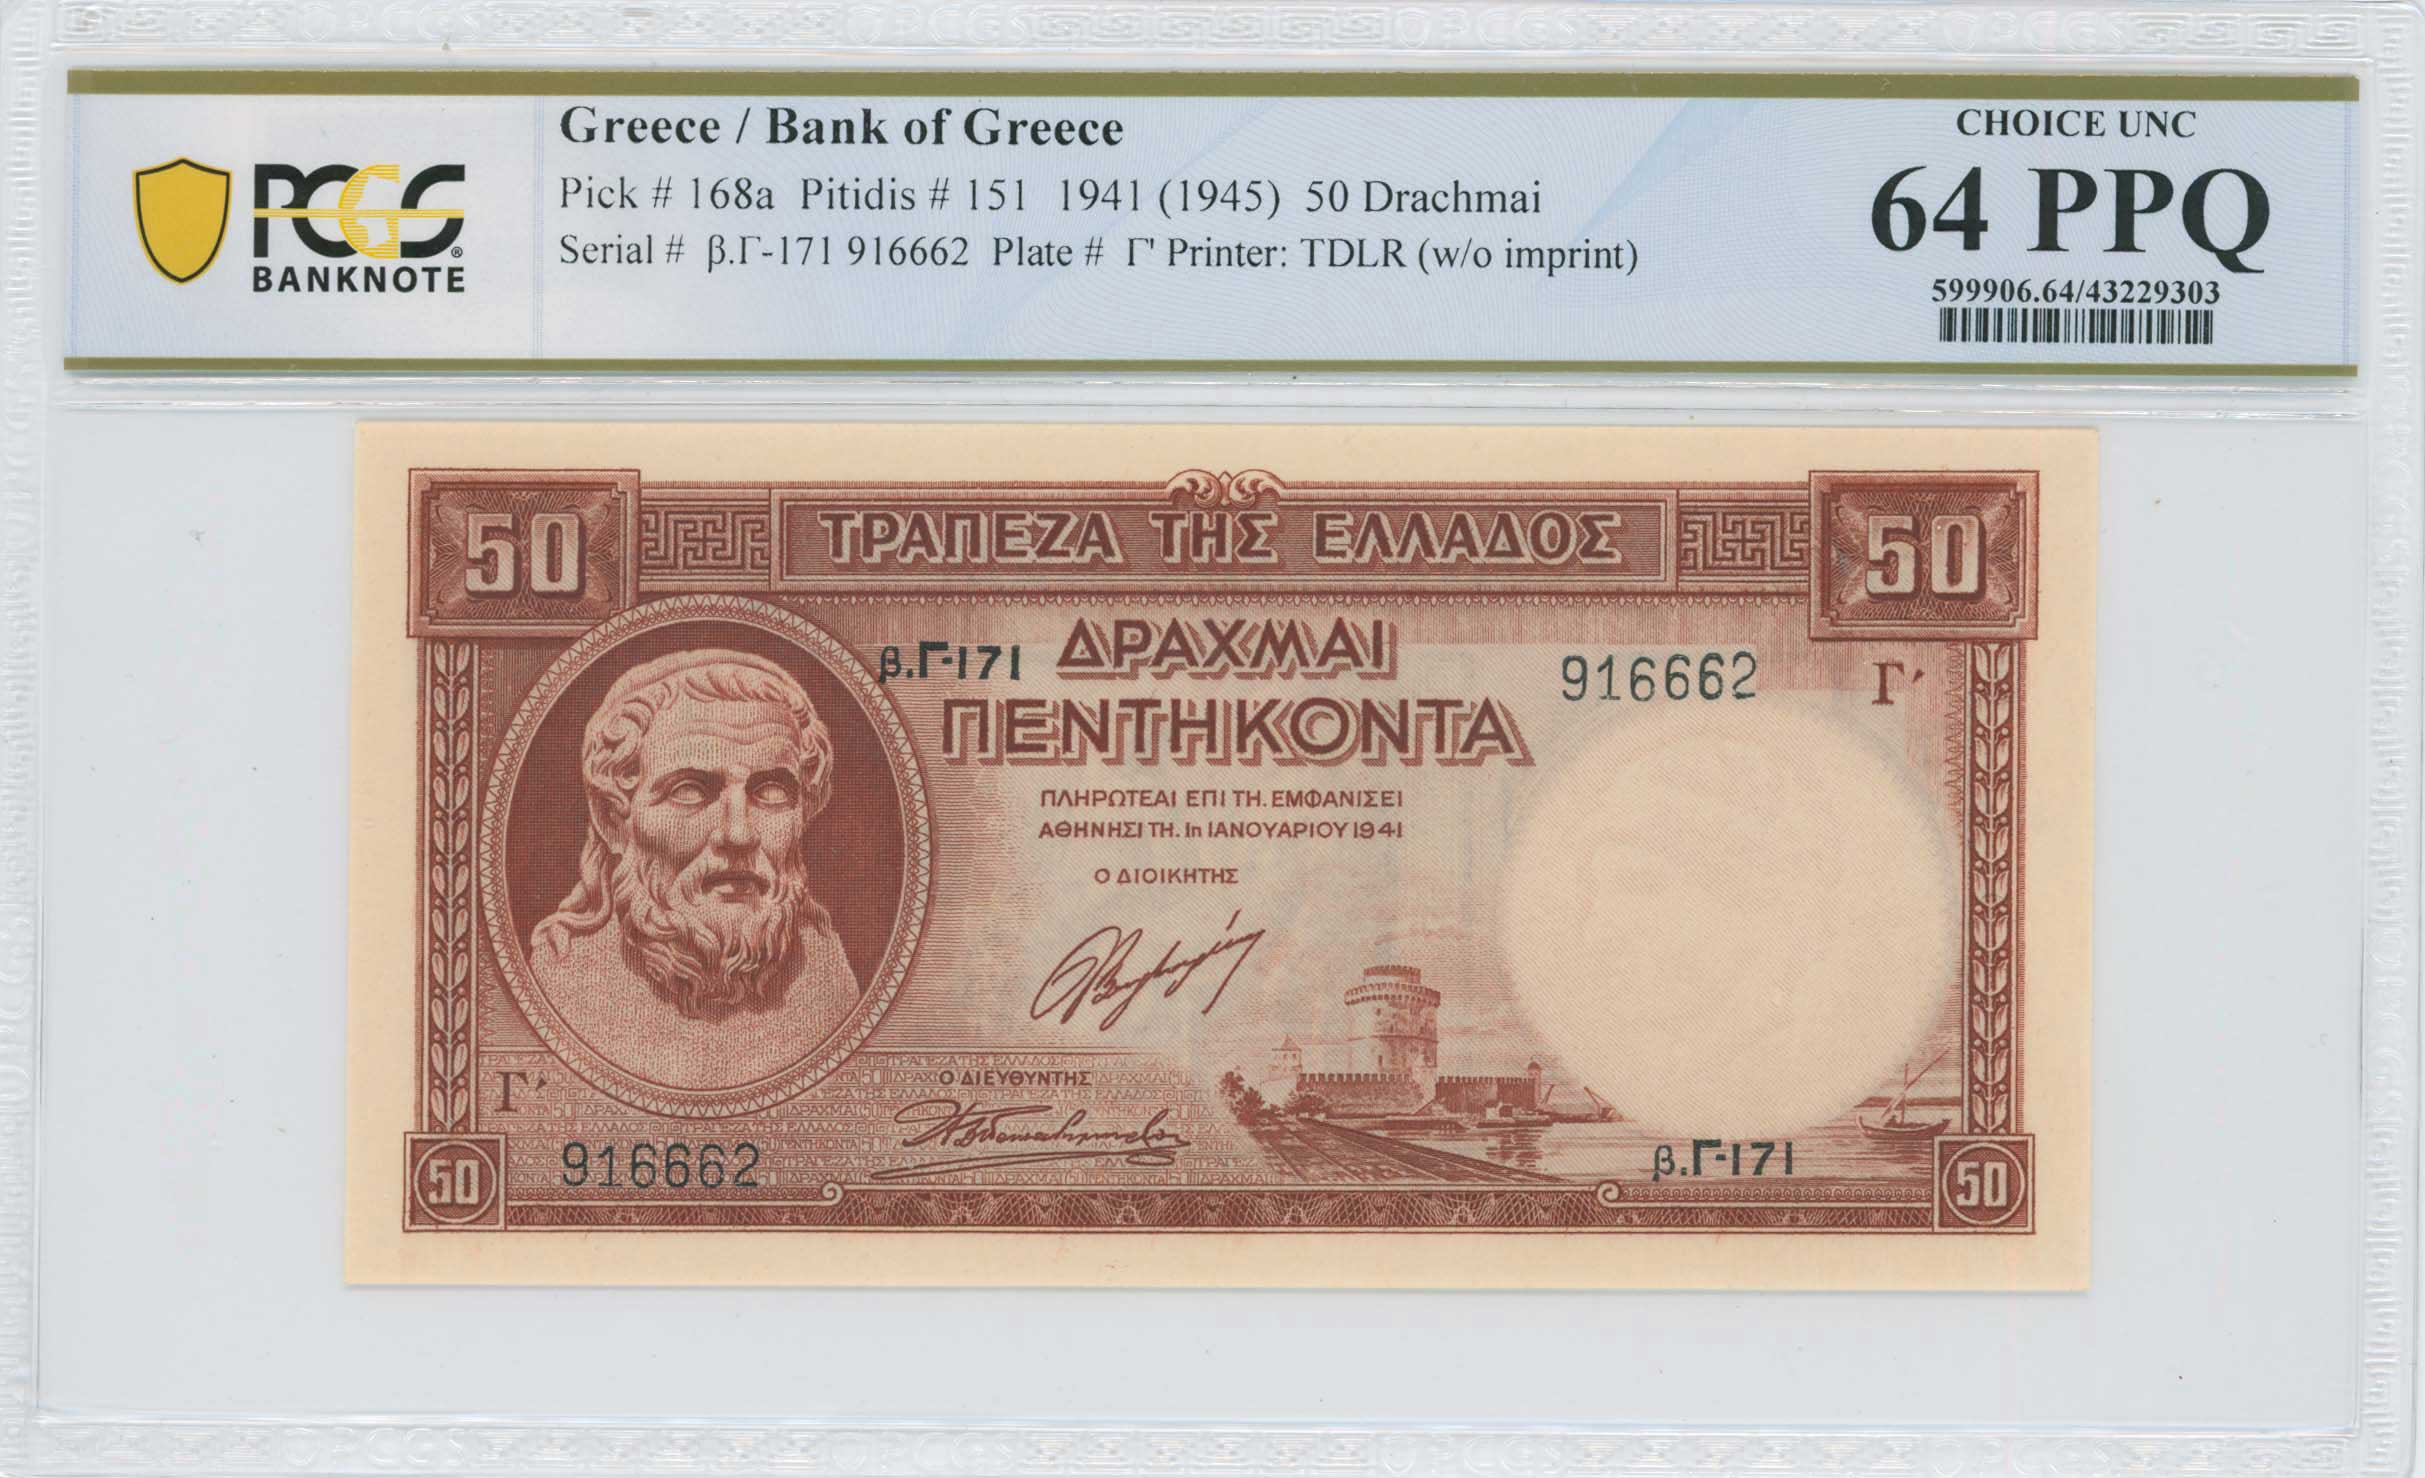 PCGS
BANKNOTE
Greece / Bank of Greece
Pick # 168a Pitidis # 151 1941 (1945) 50 Drachmai
Serial # β.Γ-171 916662 Plate # Γ' Printer: TDLR (w/o imprint)
CHOICE UNC
64 PPQ
599906.64/43229303
50
ΤΡΑΠΕΖΑ ΤΗΣ ΕΛΛΑΔΟΣ
50
β.Γ-171
ΔΡΑΧΜΑΙ
916662
Γ'
ΠΕΝΤΗΚΟΝΤΑ
ΠΛΗΡΩΤΕΑΙ ΕΠΙ ΤΗ. ΕΜΦΑΝΙΣΕΙ
ΑΘΗΝΗΣΙ ΤΗ. 1η ΙΑΝΟΥΑΡΙΟΥ 1941
Ο ΔΙΟΙΚΗΤΗΣ
Γ'
Ο ΔΙΕΥΘΥΝΤΗΣ
50
916662
β.Γ-171
50